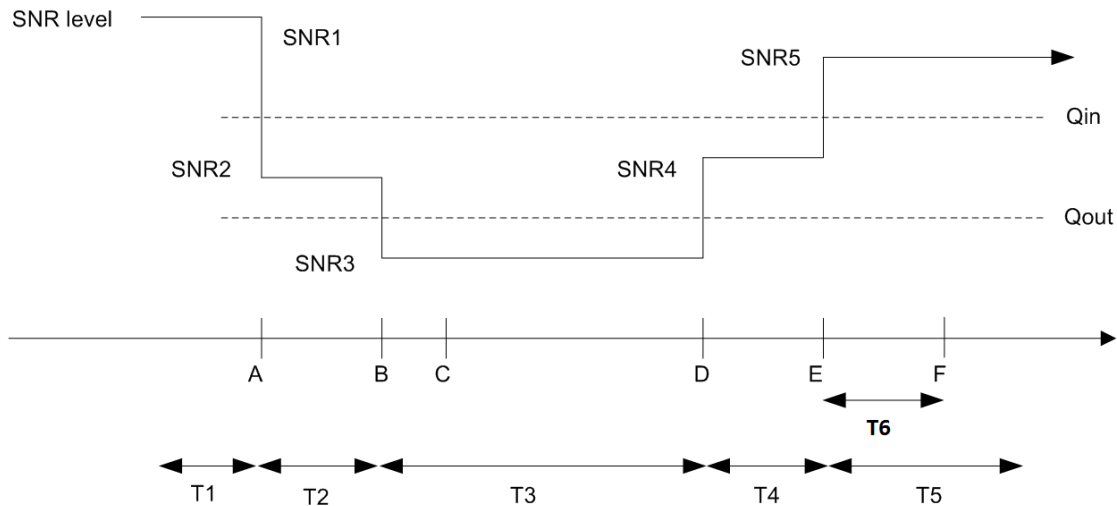 SNR level
SNR1
SNR5
Qin
SNR2
SNR4
Qout
SNR3
A B C D E F
T6
T1 T2 T3 T4 T5